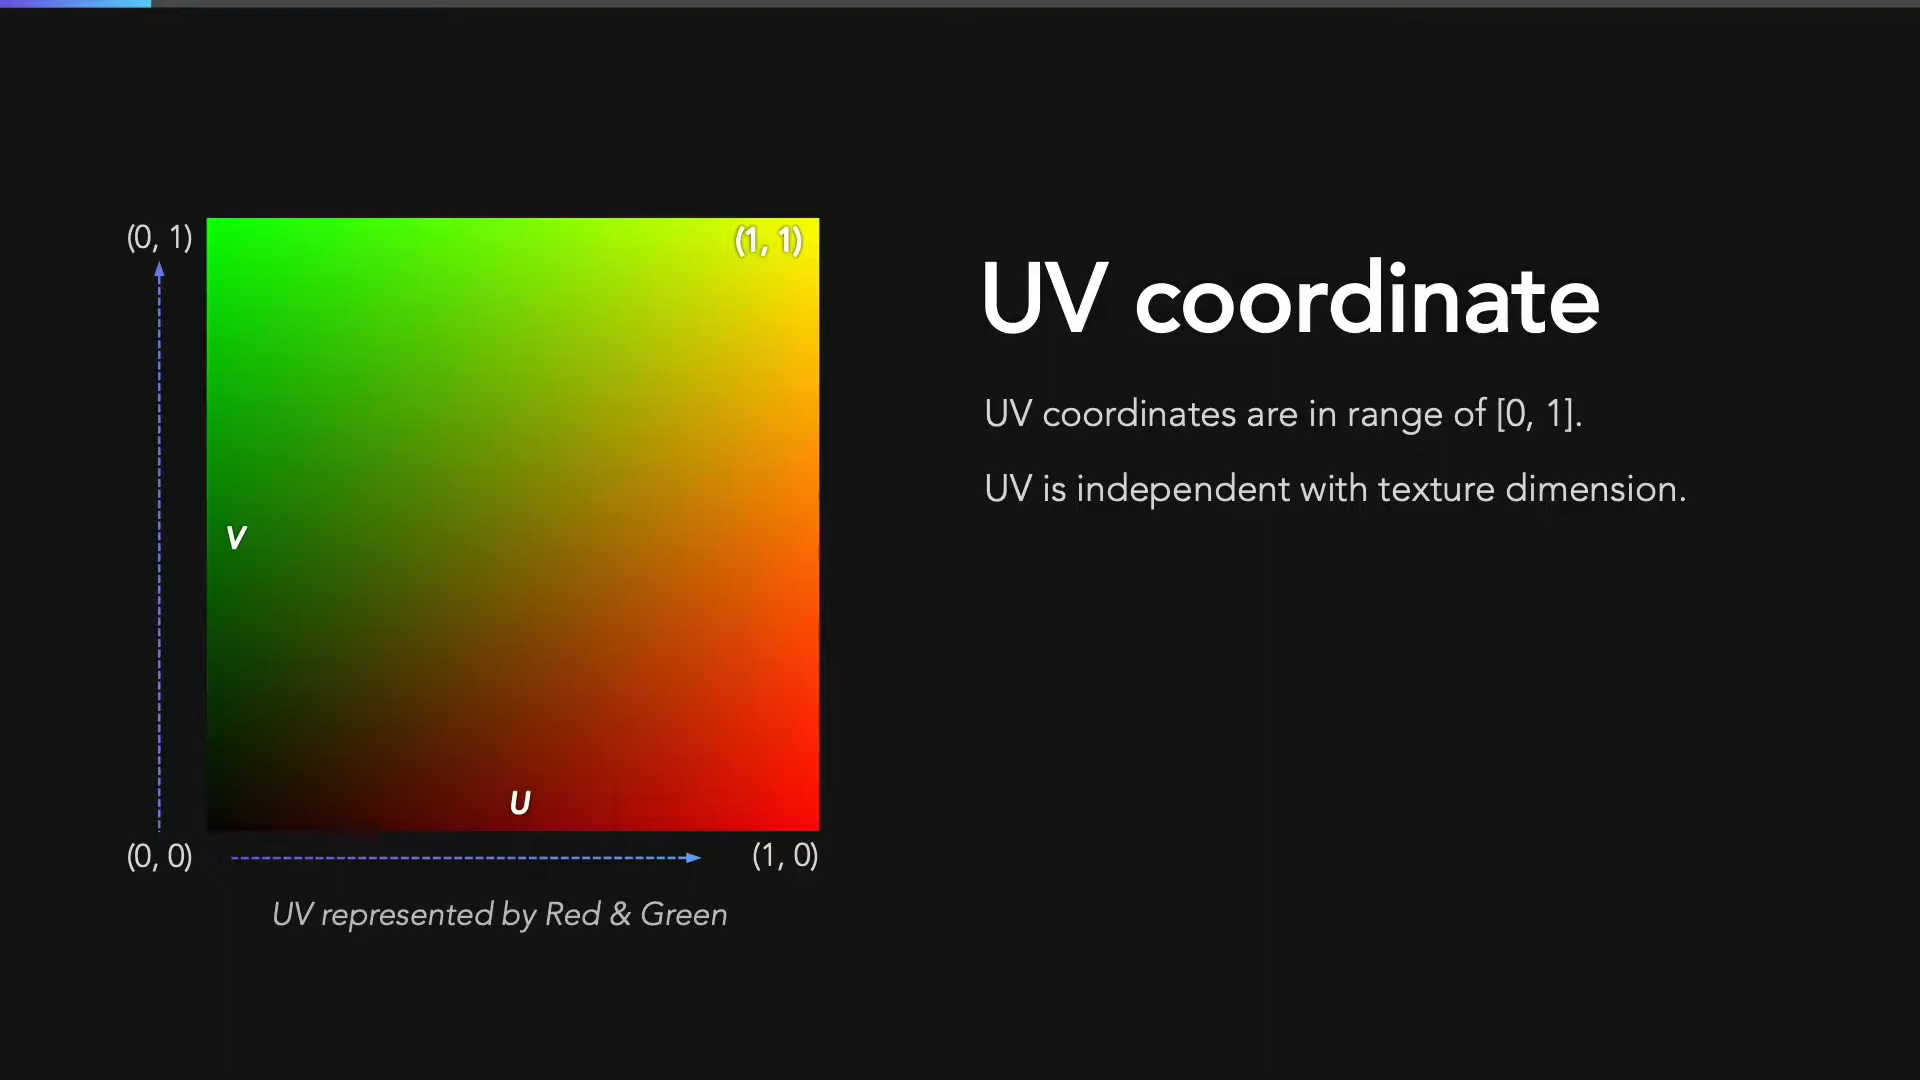 (0, 1)
(1, 1)
V
U
(0, 0)
(1, 0)
UV represented by Red & Green
UV coordinate
UV coordinates are in range of [0, 1].
UV is independent with texture dimension.